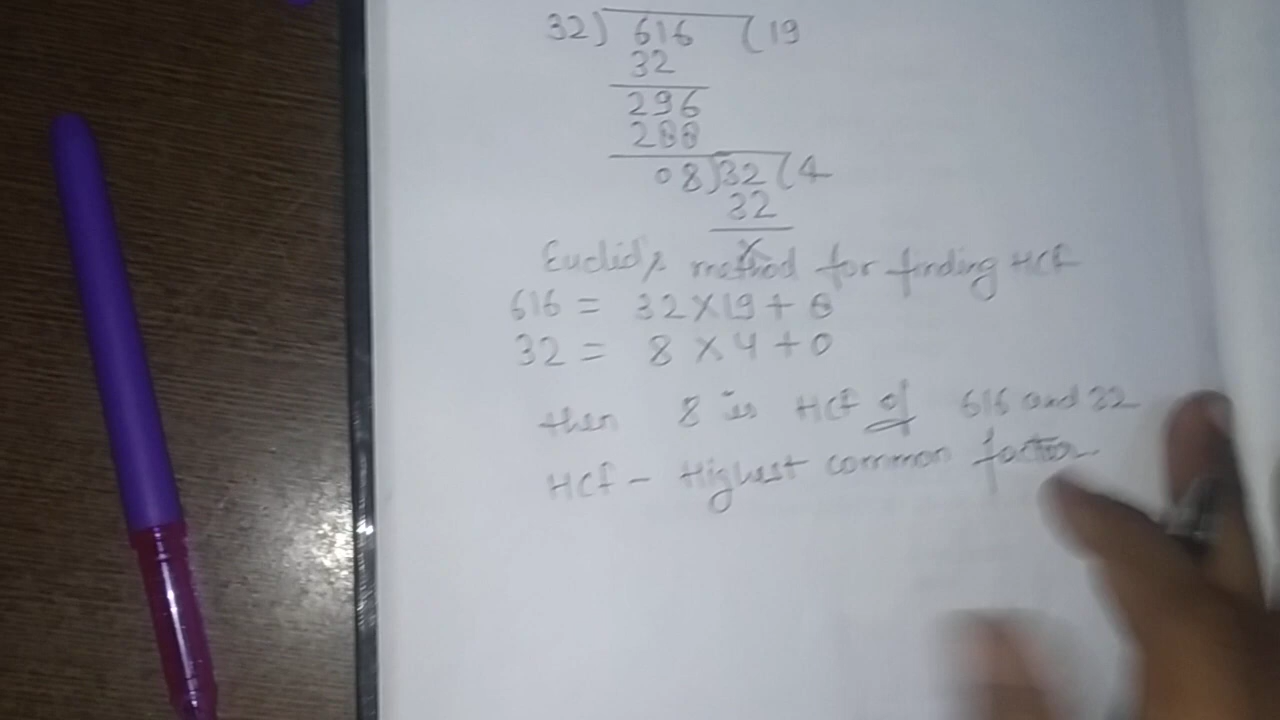 32) 616 (19
32
296
288
08)32(4
32
x
Euclid's method for finding HCF
616 = 32 × 19 + 8
32 = 8 × 4 + 0
then 8 is HCF of 616 and 32
HCf - Highest common factor